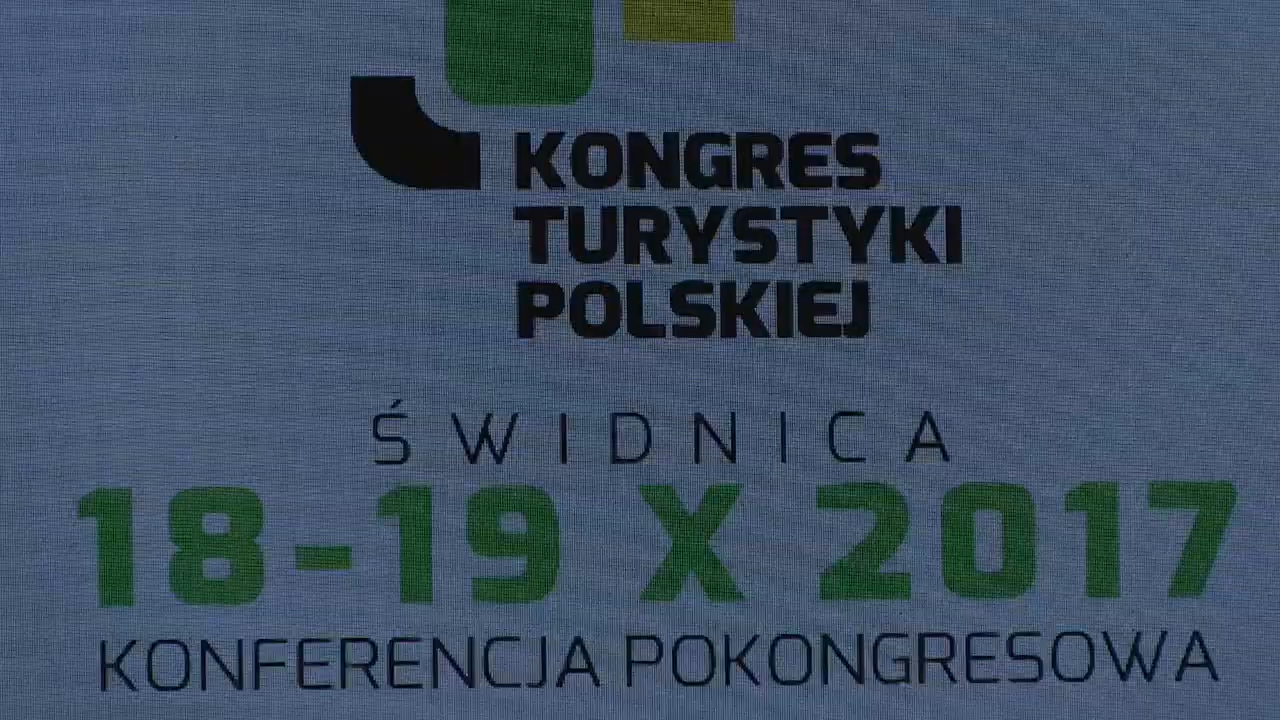 KONGRES
TURYSTYKI
POLSKIEJ
ŚWIDNICA
18-19 X 2017
KONFERENCJA POKONGRESOWA